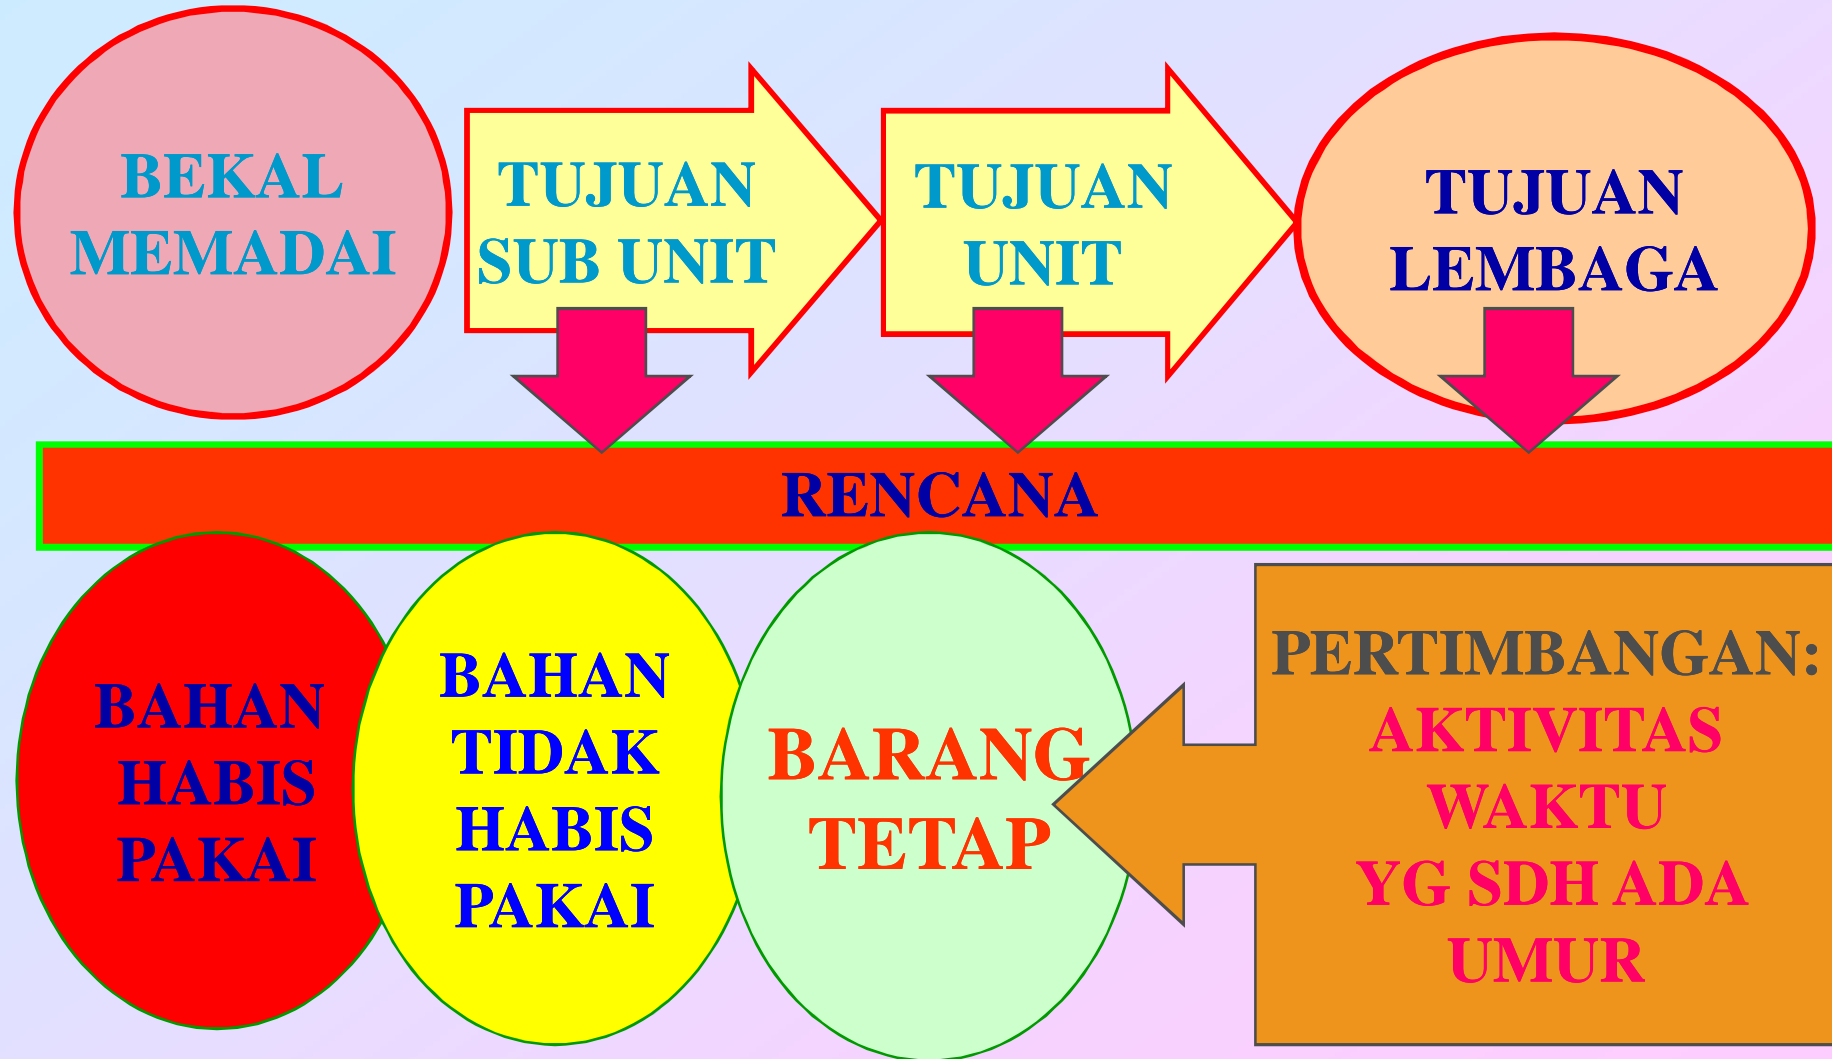 BEKAL
MEMADAI
TUJUAN
SUB UNIT
TUJUAN
UNIT
TUJUAN
LEMBAGA
RENCANA
BAHAN
HABIS
PAKAI
BAHAN
TIDAK
HABIS
PAKAI
BARANG
TETAP
PERTIMBANGAN:
AKTIVITAS
WAKTU
YG SDH ADA
UMUR